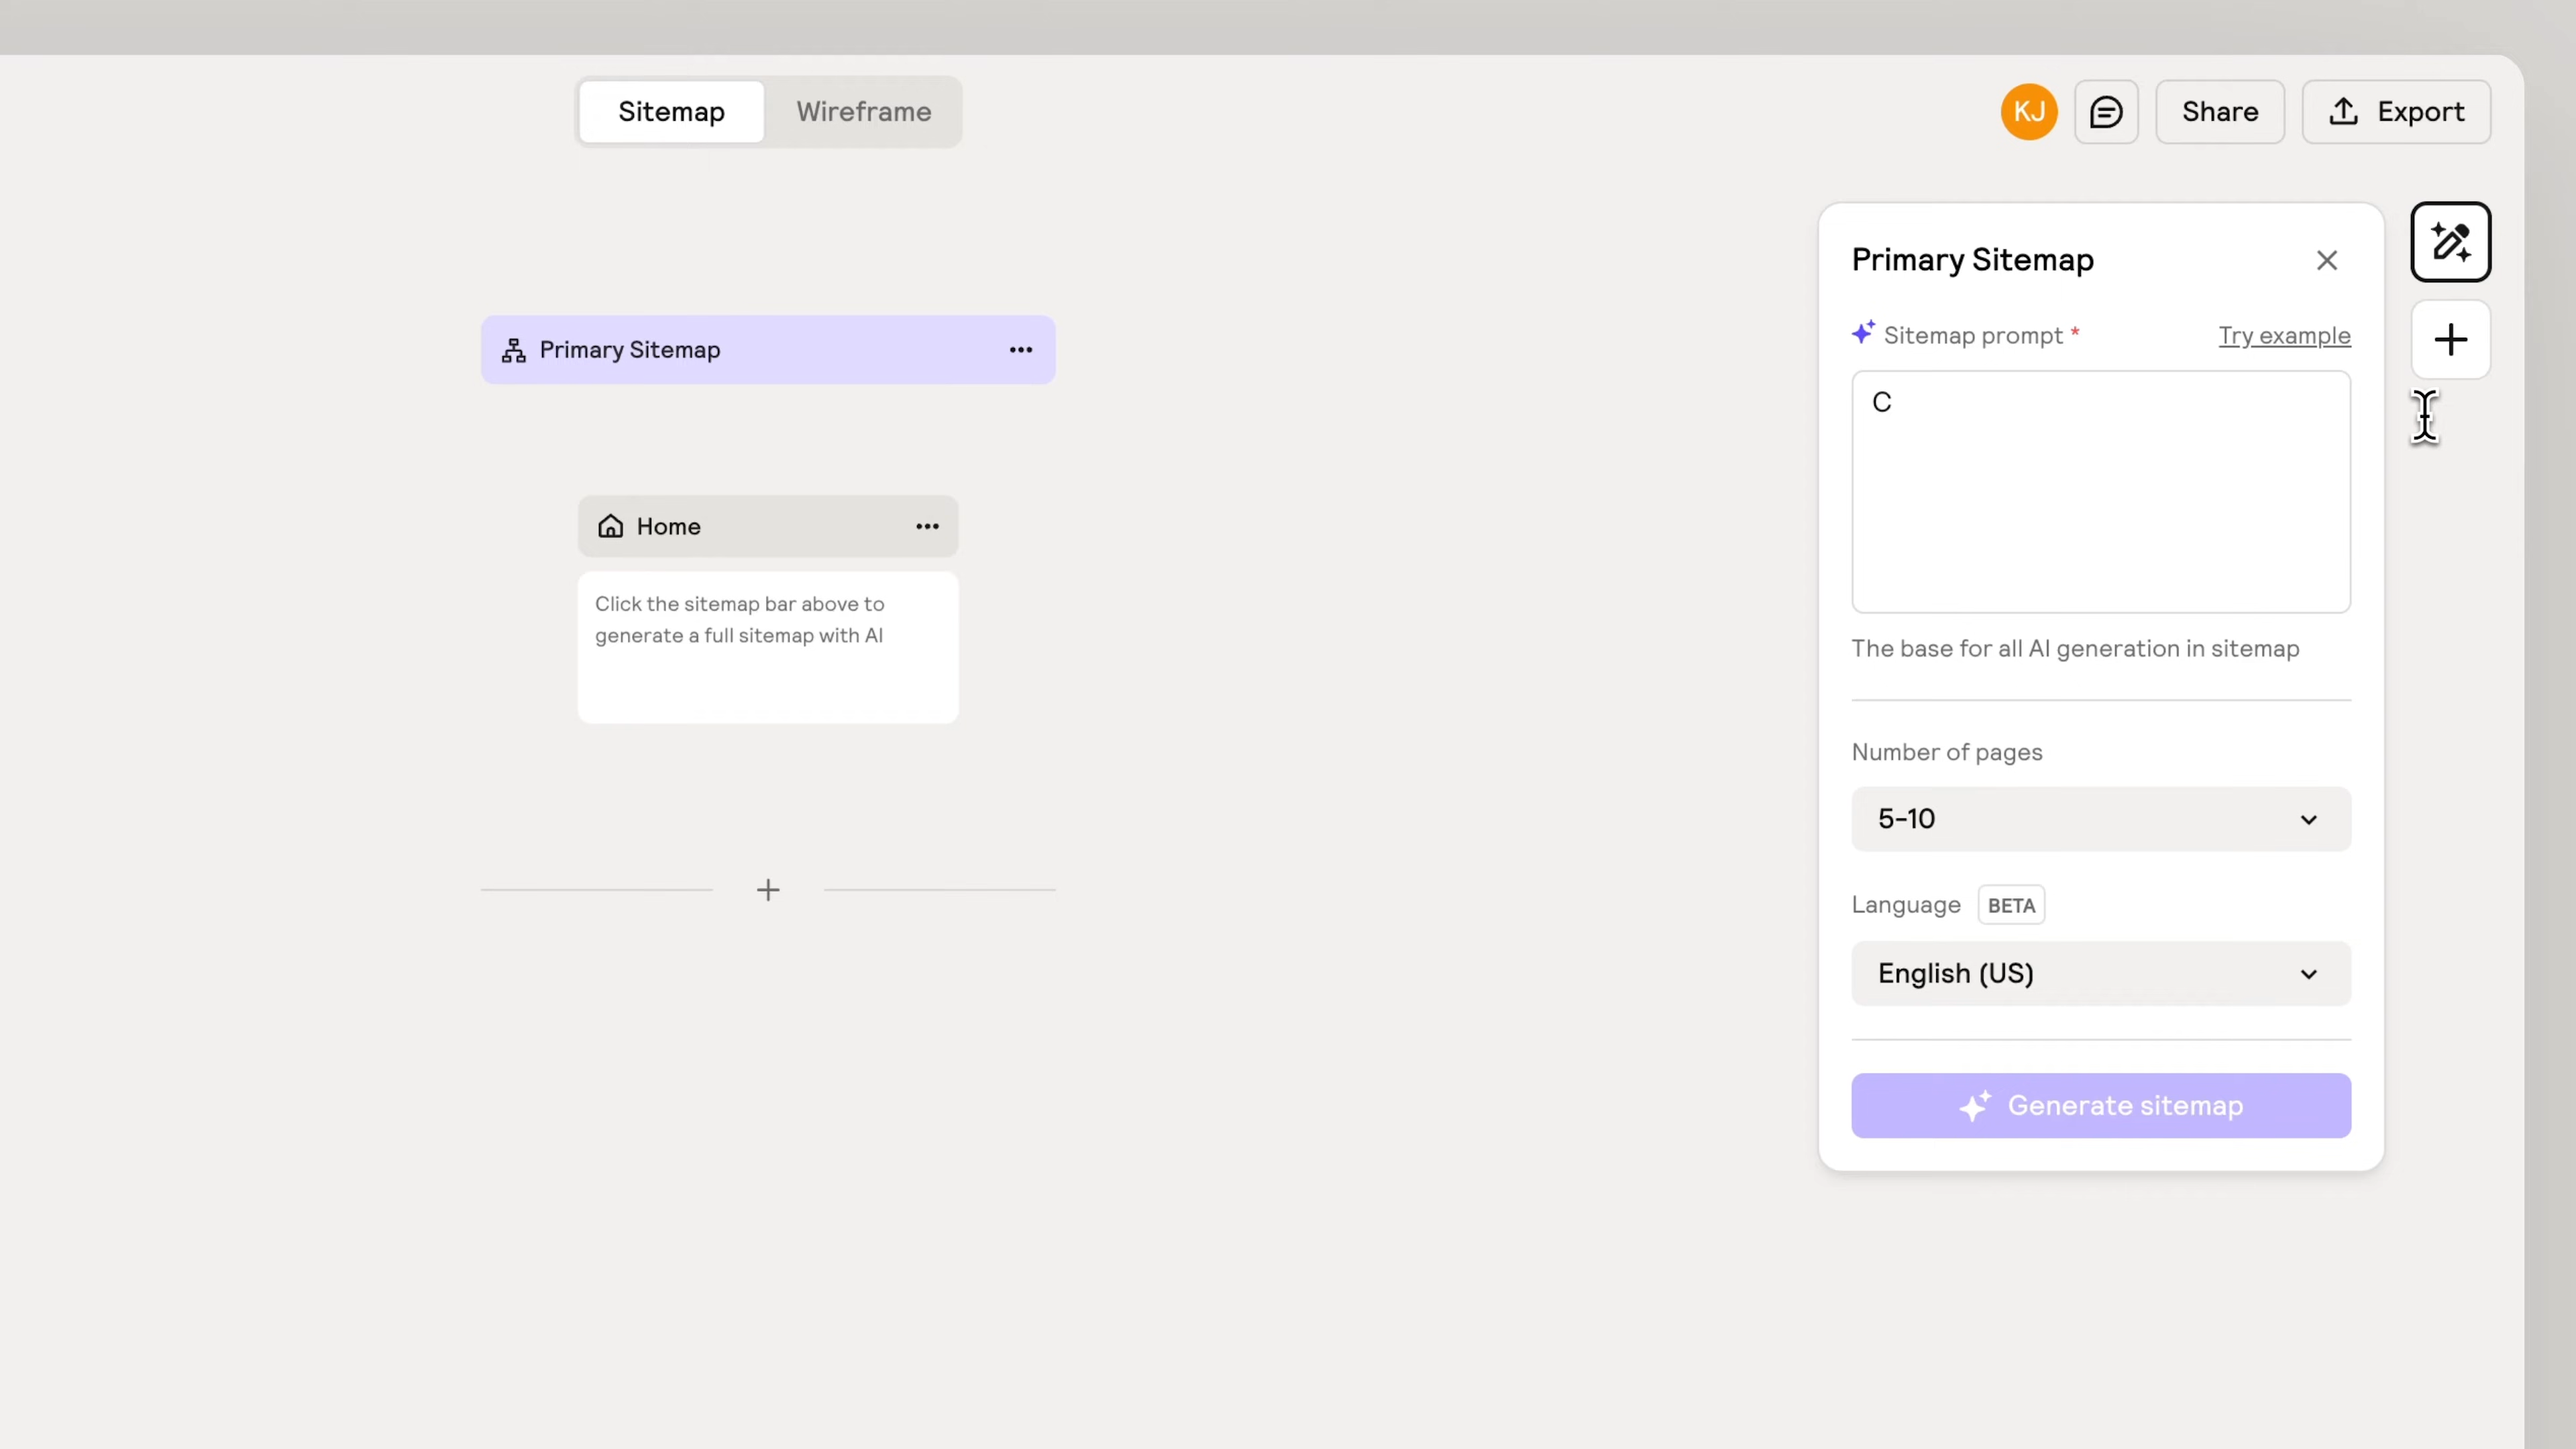 Sitemap
Wireframe
KJ
Share
Export
Primary Sitemap
Home
Click the sitemap bar above to
generate a full sitemap with AI
Primary Sitemap
Sitemap prompt *
Try example
C
The base for all AI generation in sitemap
Number of pages
5-10
Language
BETA
English (US)
Generate sitemap